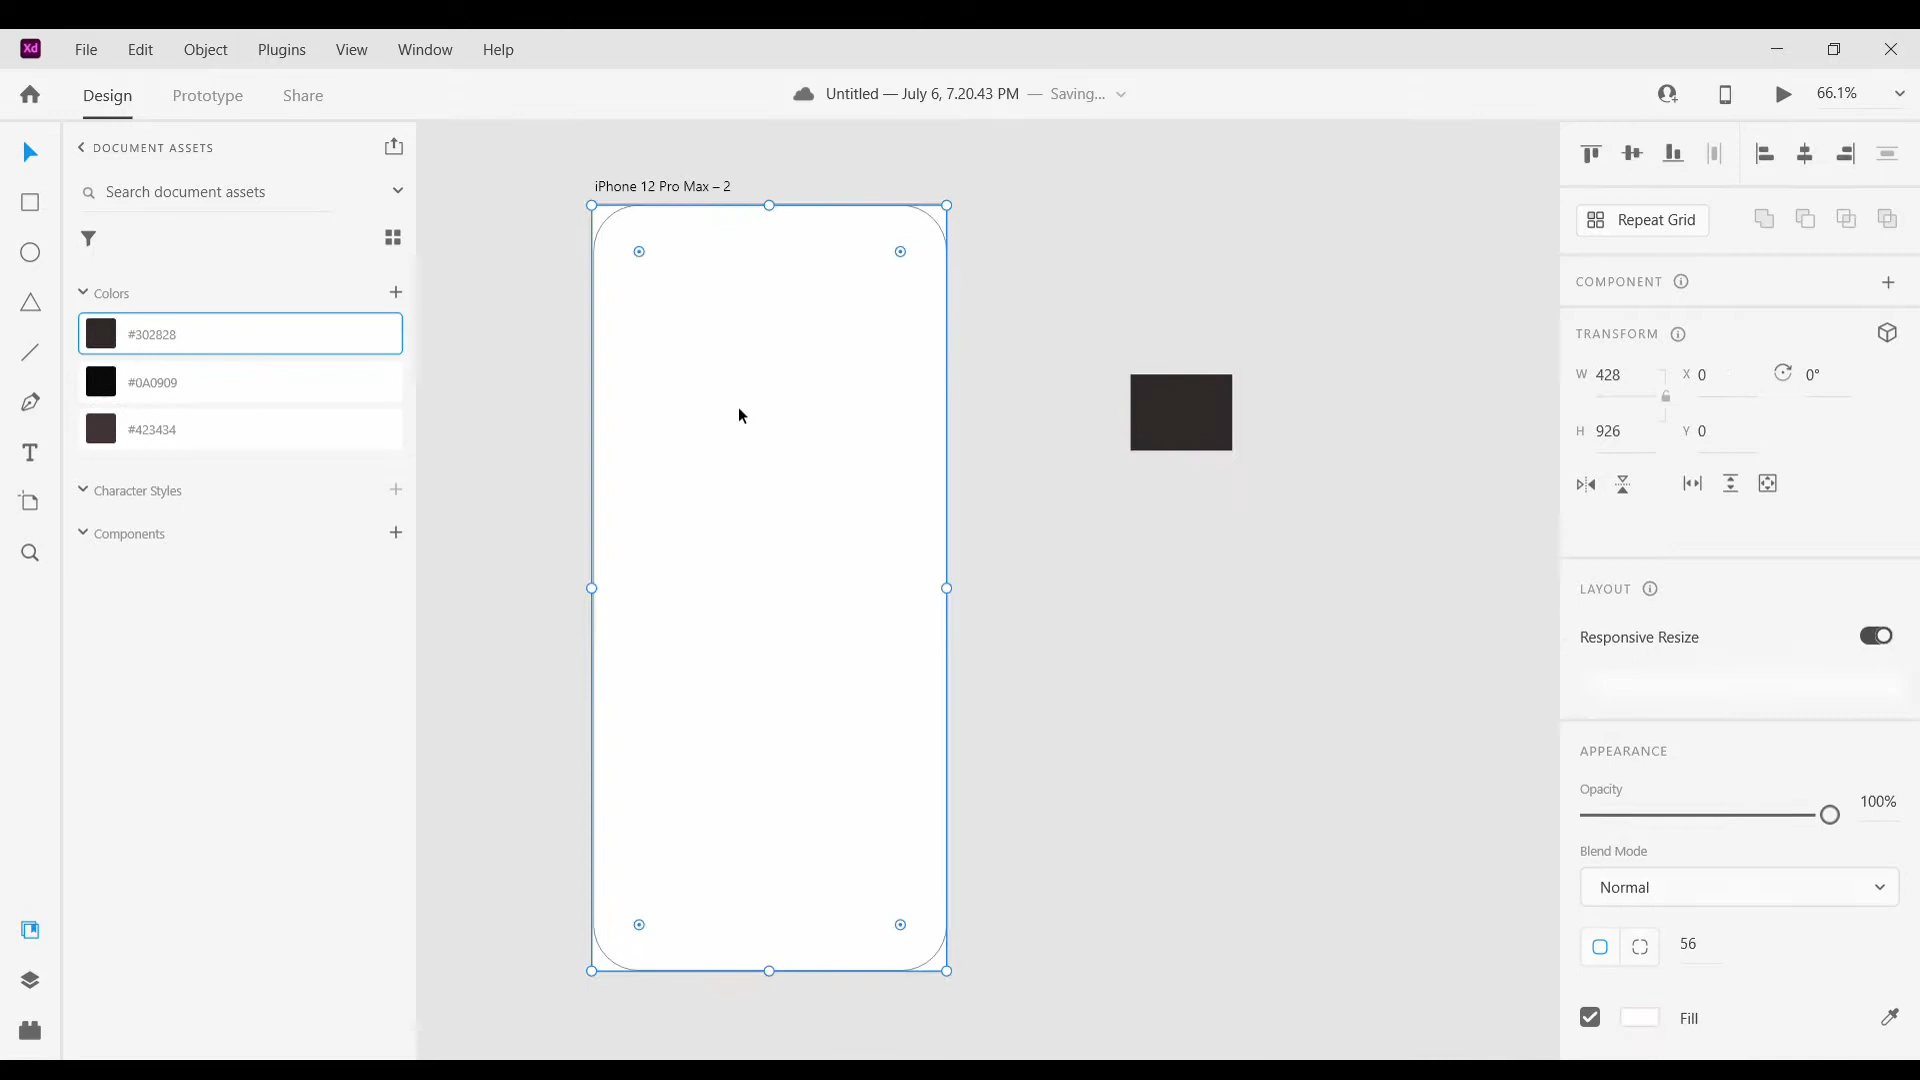 Xd File Edit Object Plugins View Window Help
Design Prototype Share
Untitled — July 6, 7.20.43 PM — Saving...
66.1%
DOCUMENT ASSETS
Search document assets
Colors
#302828
#0A0909
#423434
Character Styles
Components
iPhone 12 Pro Max – 2
Repeat Grid
COMPONENT
TRANSFORM
W 428 X 0 0°
H 926 Y 0
LAYOUT
Responsive Resize
APPEARANCE
Opacity
100%
Blend Mode
Normal
56
Fill